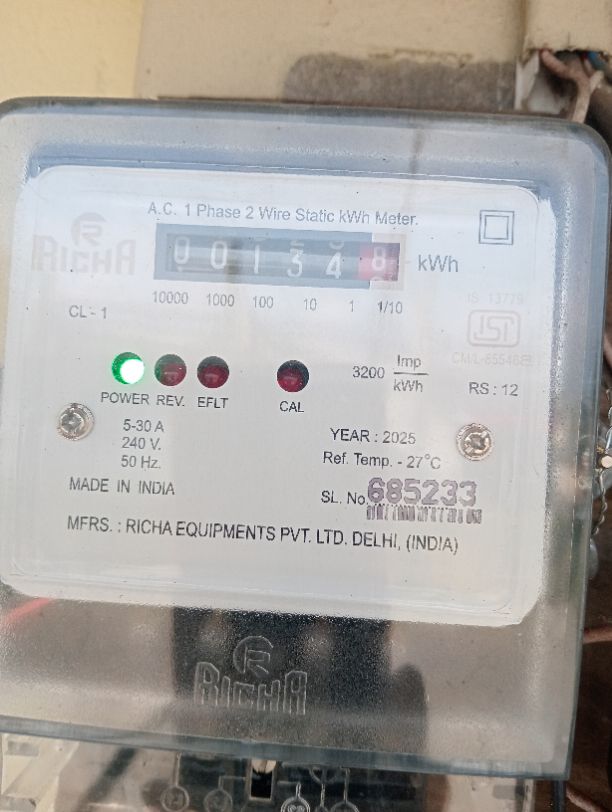 A.C. 1 Phase 2 Wire Static kWh Meter.
RICHA
0 0 1 3 4 8 kWh
10000 1000 100 10 1 1/10
CL - 1
IS: 13779
ISI
CM/L-855468
3200 Imp/kWh
RS : 12
POWER REV. EFLT CAL
5-30 A
240 V.
50 Hz.
YEAR : 2025
Ref. Temp. - 27°C
MADE IN INDIA
SL. No. 685233
MFRS. : RICHA EQUIPMENTS PVT. LTD. DELHI, (INDIA)
RICHA